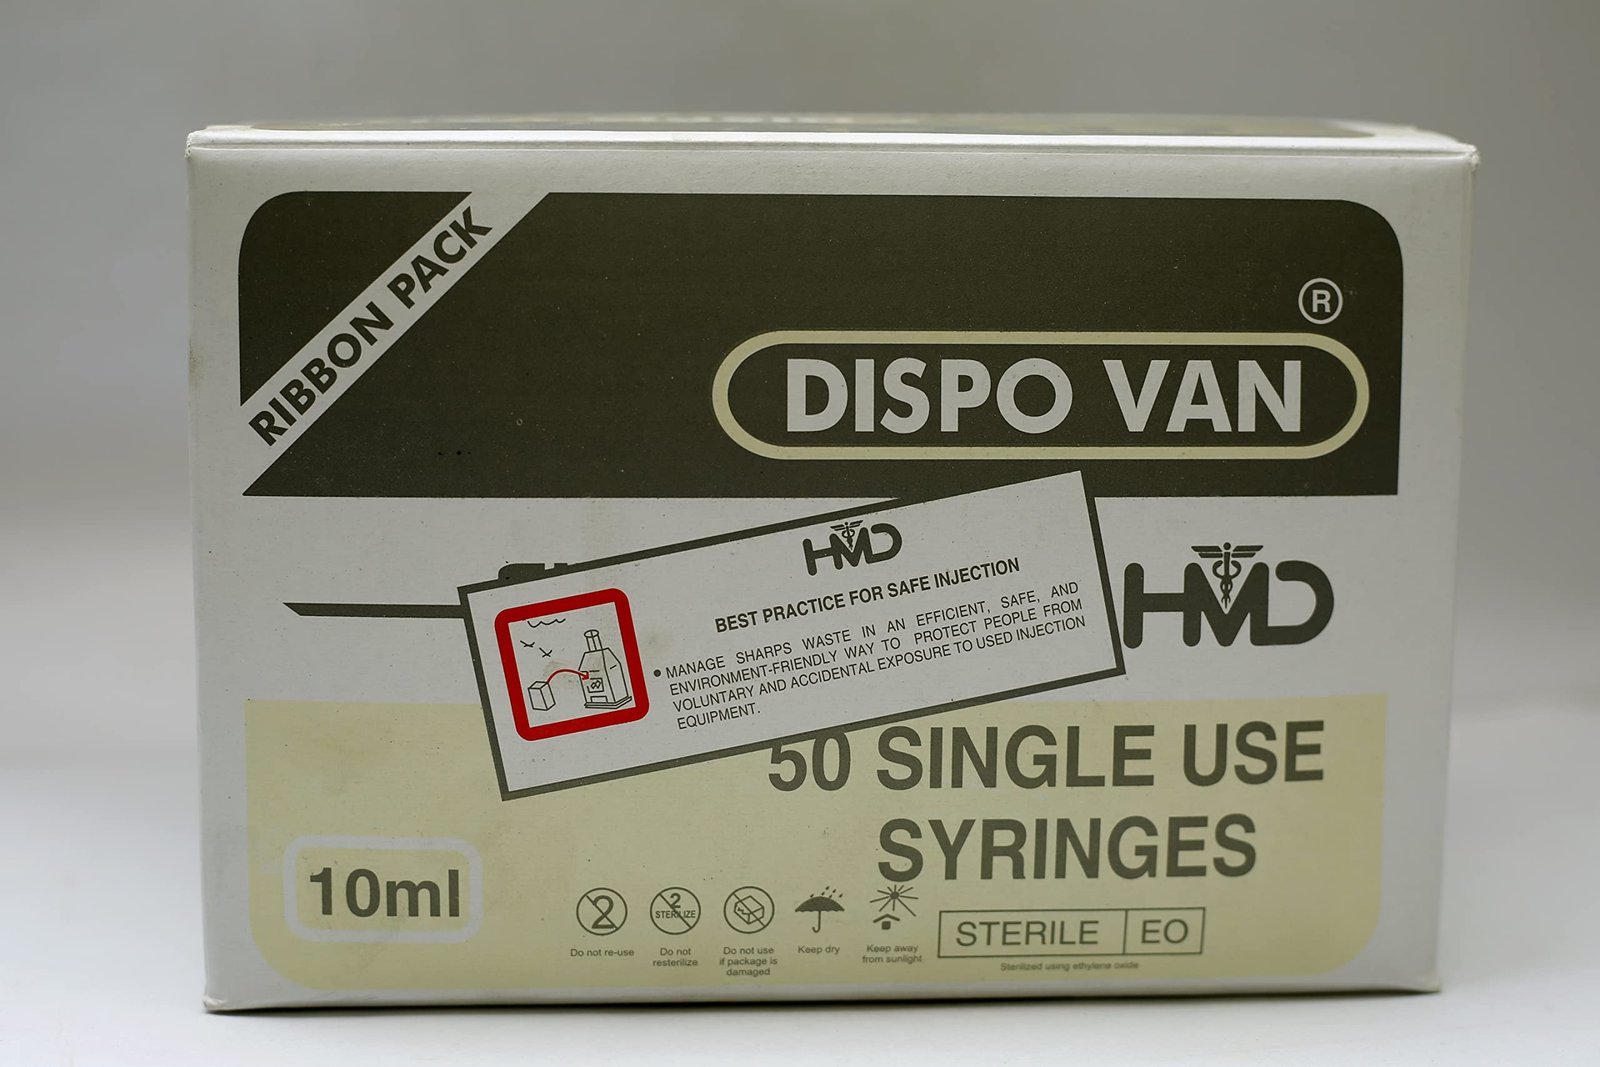 RIBBON PACK
®
DISPO VAN
HMD
BEST PRACTICE FOR SAFE INJECTION
• MANAGE SHARPS WASTE IN AN EFFICIENT, SAFE, AND
ENVIRONMENT-FRIENDLY WAY TO PROTECT PEOPLE FROM
VOLUNTARY AND ACCIDENTAL EXPOSURE TO USED INJECTION
EQUIPMENT.
HMD
50 SINGLE USE
SYRINGES
10ml
2
Do not re-use
2
STERILIZE
Do not
resterilize
Do not use
if package is
damaged
Keep dry
Keep away
from sunlight
STERILE EO
Sterilized using ethylene oxide